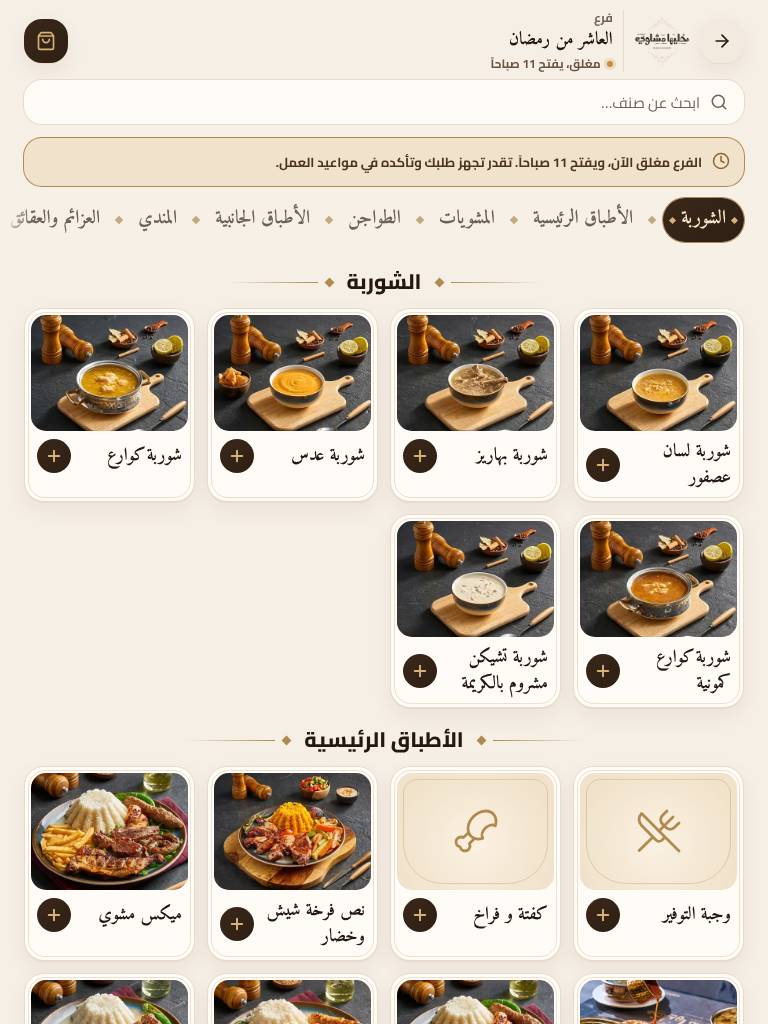 فرع
العاشر من رمضان
مغلق، يفتح 11 صباحاً
ابحث عن صنف...
الفرع مغلق الآن، ويفتح 11 صباحاً. تقدر تجهز طلبك وتأكده في مواعيد العمل.
الشوربة
الأطباق الرئيسية
المشويات
الطواجن
الأطباق الجانبية
المندي
العزائم والعقائق
الشوربة
شوربة لسان
عصفور
شوربة بهاريز
شوربة عدس
شوربة كوارع
شوربة كوارع
كمونية
شوربة تشيكن
مشروم بالكريمة
الأطباق الرئيسية
وجبة التوفير
كفتة و فراخ
نص فرخة شيش
وخضار
ميكس مشوي